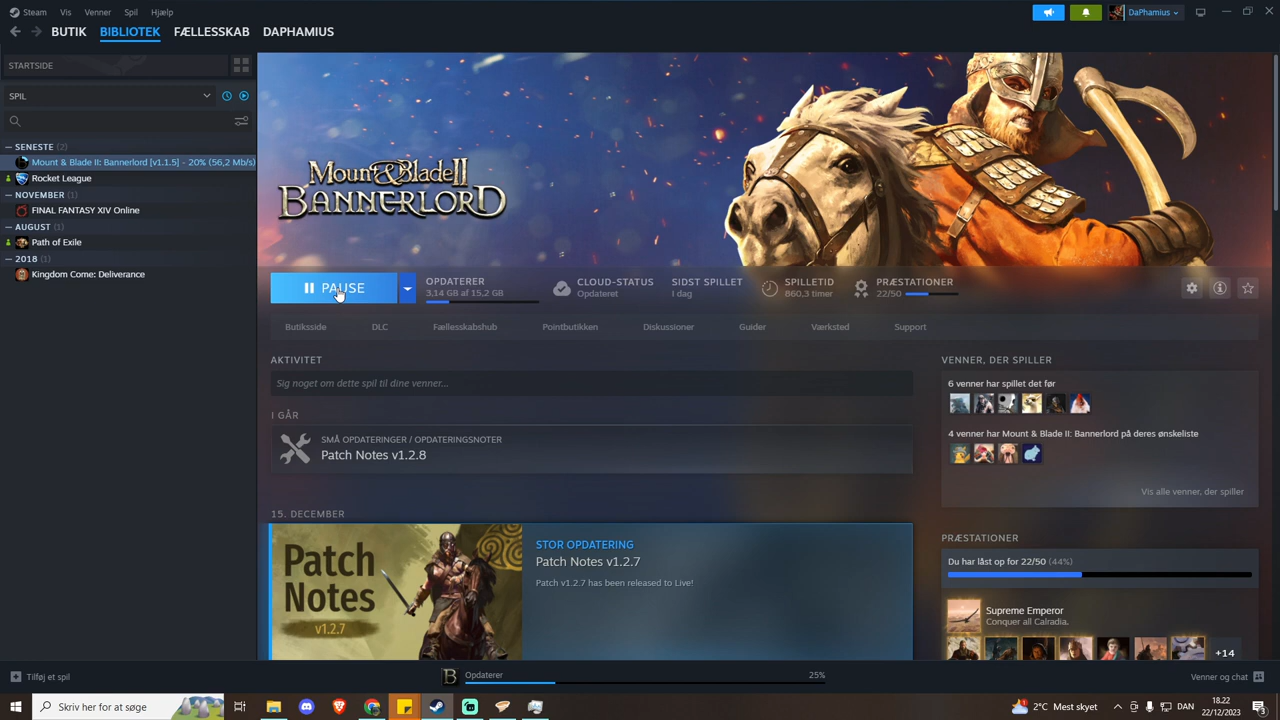 Steam Vis Venner Spil Hjælp
DaPhamius
BUTIK BIBLIOTEK FÆLLESSKAB DAPHAMIUS
STARTSIDE
SPIL
SENESTE (2)
Mount & Blade II: Bannerlord [v1.1.5] - 20% (56,2 Mb/s)
Rocket League
NOVEMBER (1)
FINAL FANTASY XIV Online
AUGUST (1)
Path of Exile
2018 (1)
Kingdom Come: Deliverance
Mount & Blade II
BANNERLORD
PAUSE
OPDATERER
3,14 GB af 15,2 GB
CLOUD-STATUS
Opdateret
SIDST SPILLET
I dag
SPILLETID
860,3 timer
PRÆSTATIONER
22/50
Butiksside DLC Fællesskabshub Pointbutikken Diskussioner Guider Værksted Support
AKTIVITET
Sig noget om dette spil til dine venner...
I GÅR
SMÅ OPDATERINGER / OPDATERINGSNOTER
Patch Notes v1.2.8
15. DECEMBER
Patch
Notes
v1.2.7
STOR OPDATERING
Patch Notes v1.2.7
Patch v1.2.7 has been released to Live!
VENNER, DER SPILLER
6 venner har spillet det før
4 venner har Mount & Blade II: Bannerlord på deres ønskeliste
Vis alle venner, der spiller
PRÆSTATIONER
Du har låst op for 22/50 (44%)
Supreme Emperor
Conquer all Calradia.
+14
Tilføj et spil
Opdaterer
25%
Venner og chat
Skriv her for at søge
2°C Mest skyet
DAN
18.22
22/12/2023
3